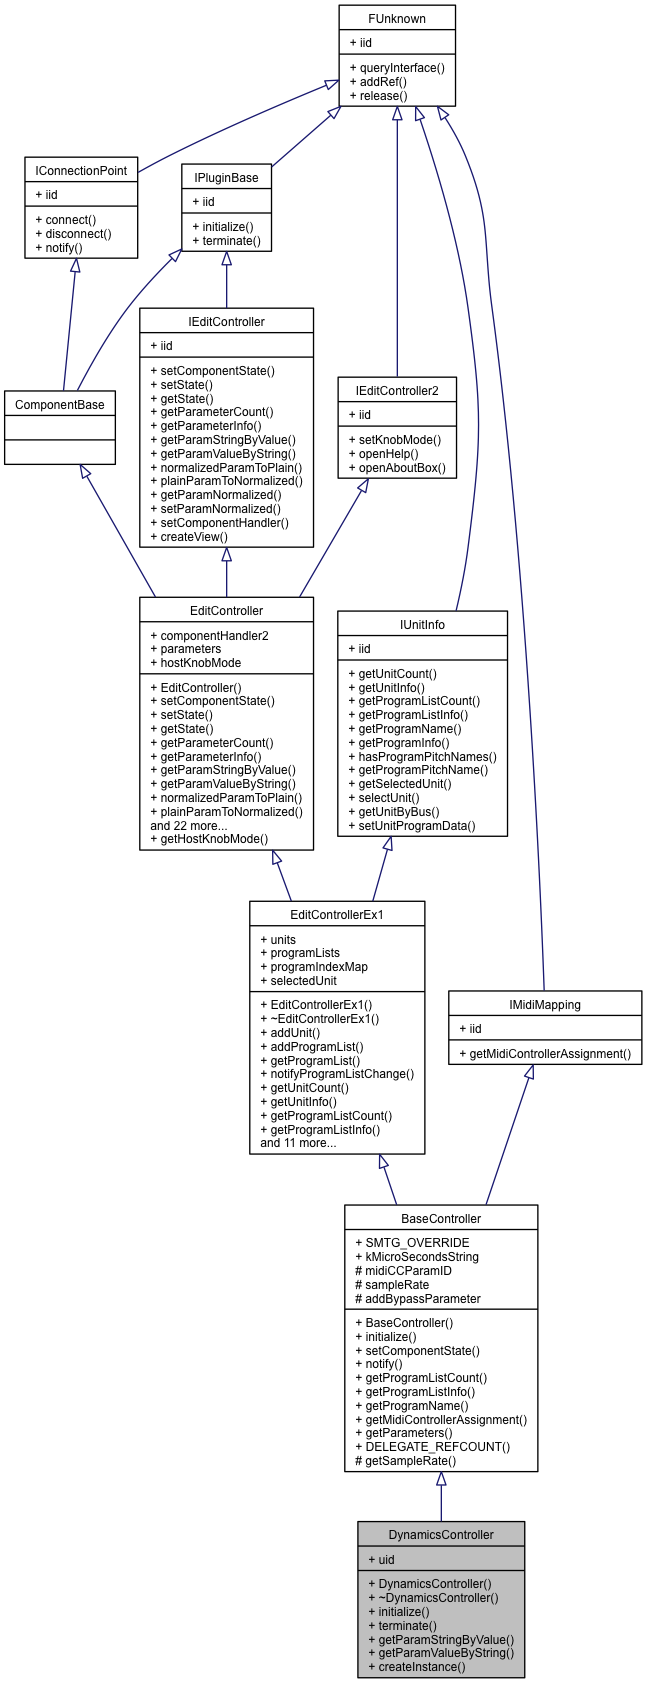 FUnknown
+ iid
+ queryInterface()
+ addRef()
+ release()
IConnectionPoint
+ iid
+ connect()
+ disconnect()
+ notify()
IPluginBase
+ iid
+ initialize()
+ terminate()
IEditController
+ iid
+ setComponentState()
+ setState()
+ getState()
+ getParameterCount()
+ getParameterInfo()
+ getParamStringByValue()
+ getParamValueByString()
+ normalizedParamToPlain()
+ plainParamToNormalized()
+ getParamNormalized()
+ setParamNormalized()
+ setComponentHandler()
+ createView()
ComponentBase
IEditController2
+ iid
+ setKnobMode()
+ openHelp()
+ openAboutBox()
EditController
+ componentHandler2
+ parameters
+ hostKnobMode
+ EditController()
+ setComponentState()
+ setState()
+ getState()
+ getParameterCount()
+ getParameterInfo()
+ getParamStringByValue()
+ getParamValueByString()
+ normalizedParamToPlain()
+ plainParamToNormalized()
and 22 more...
+ getHostKnobMode()
IUnitInfo
+ iid
+ getUnitCount()
+ getUnitInfo()
+ getProgramListCount()
+ getProgramListInfo()
+ getProgramName()
+ getProgramInfo()
+ hasProgramPitchNames()
+ getProgramPitchName()
+ getSelectedUnit()
+ selectUnit()
+ getUnitByBus()
+ setUnitProgramData()
EditControllerEx1
+ units
+ programLists
+ programIndexMap
+ selectedUnit
+ EditControllerEx1()
+ ~EditControllerEx1()
+ addUnit()
+ addProgramList()
+ getProgramList()
+ notifyProgramListChange()
+ getUnitCount()
+ getUnitInfo()
+ getProgramListCount()
+ getProgramListInfo()
and 11 more...
IMidiMapping
+ iid
+ getMidiControllerAssignment()
BaseController
+ SMTG_OVERRIDE
+ kMicroSecondsString
# midiCCParamID
# sampleRate
# addBypassParameter
+ BaseController()
+ initialize()
+ setComponentState()
+ notify()
+ getProgramListCount()
+ getProgramListInfo()
+ getProgramName()
+ getMidiControllerAssignment()
+ getParameters()
+ DELEGATE_REFCOUNT()
# getSampleRate()
DynamicsController
+ uid
+ DynamicsController()
+ ~DynamicsController()
+ initialize()
+ terminate()
+ getParamStringByValue()
+ getParamValueByString()
+ createInstance()